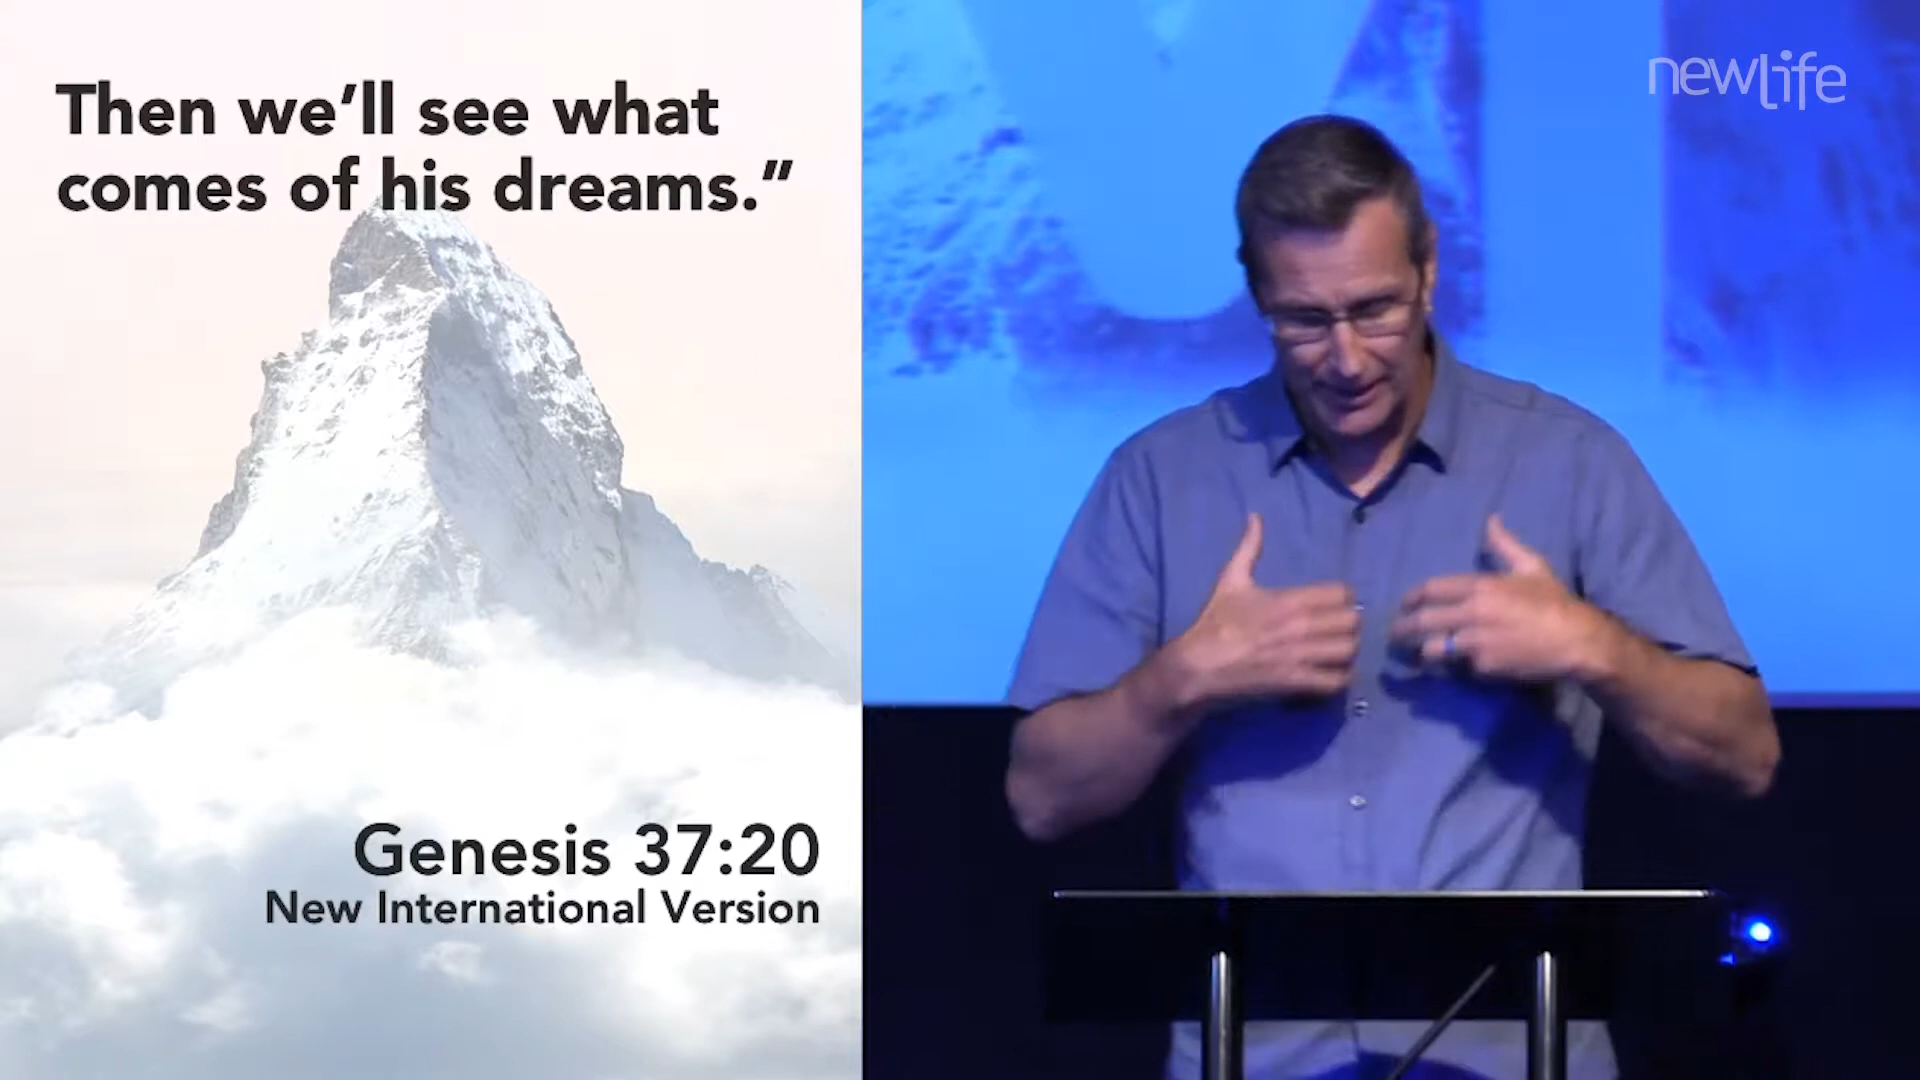 Then we’ll see what
comes of his dreams.”
Genesis 37:20
New International Version
newlife